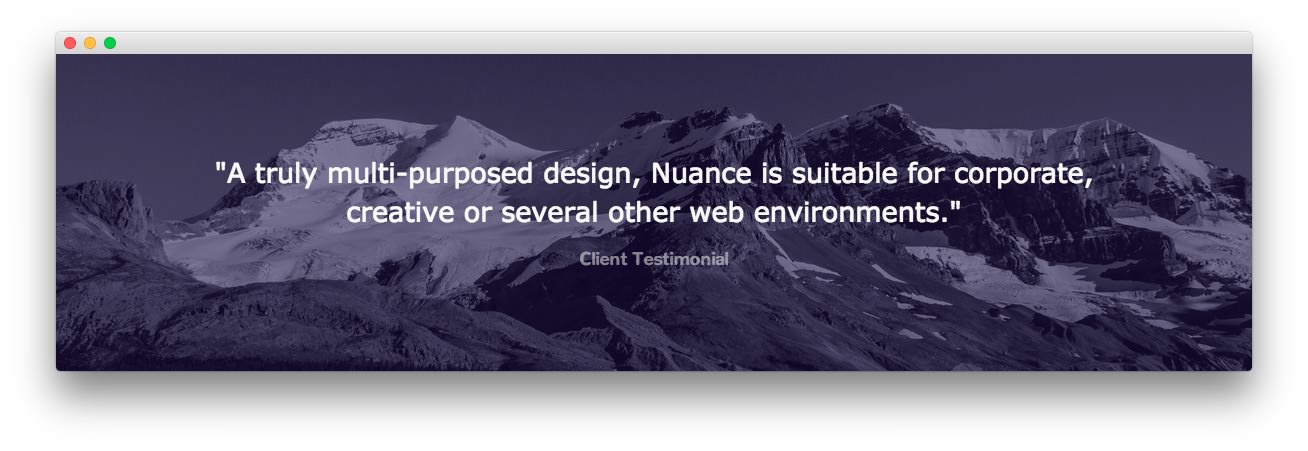 "A truly multi-purposed design, Nuance is suitable for corporate,
creative or several other web environments."
Client Testimonial